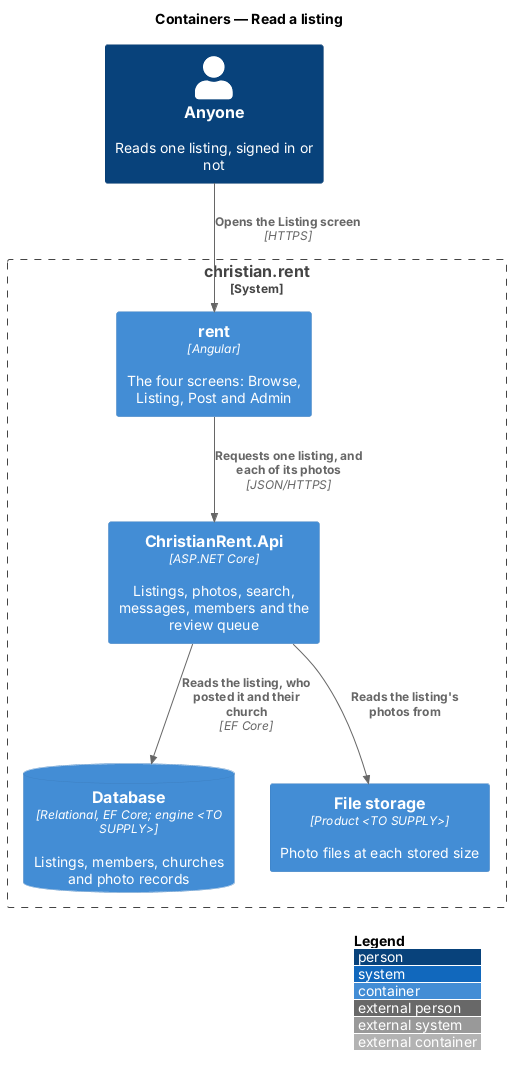 Containers — Read a listing
Anyone
Reads one listing, signed in or
not
Opens the Listing screen
[HTTPS]
christian.rent
[System]
rent
[Angular]
The four screens: Browse,
Listing, Post and Admin
Requests one listing, and
each of its photos
[JSON/HTTPS]
ChristianRent.Api
[ASP.NET Core]
Listings, photos, search,
messages, members and the
review queue
Reads the listing, who
posted it and their
church
[EF Core]
Reads the listing's
photos from
Database
[Relational, EF Core; engine <TO
SUPPLY>]
Listings, members, churches
and photo records
File storage
[Product <TO SUPPLY>]
Photo files at each stored size
Legend
person
system
container
external person
external system
external container